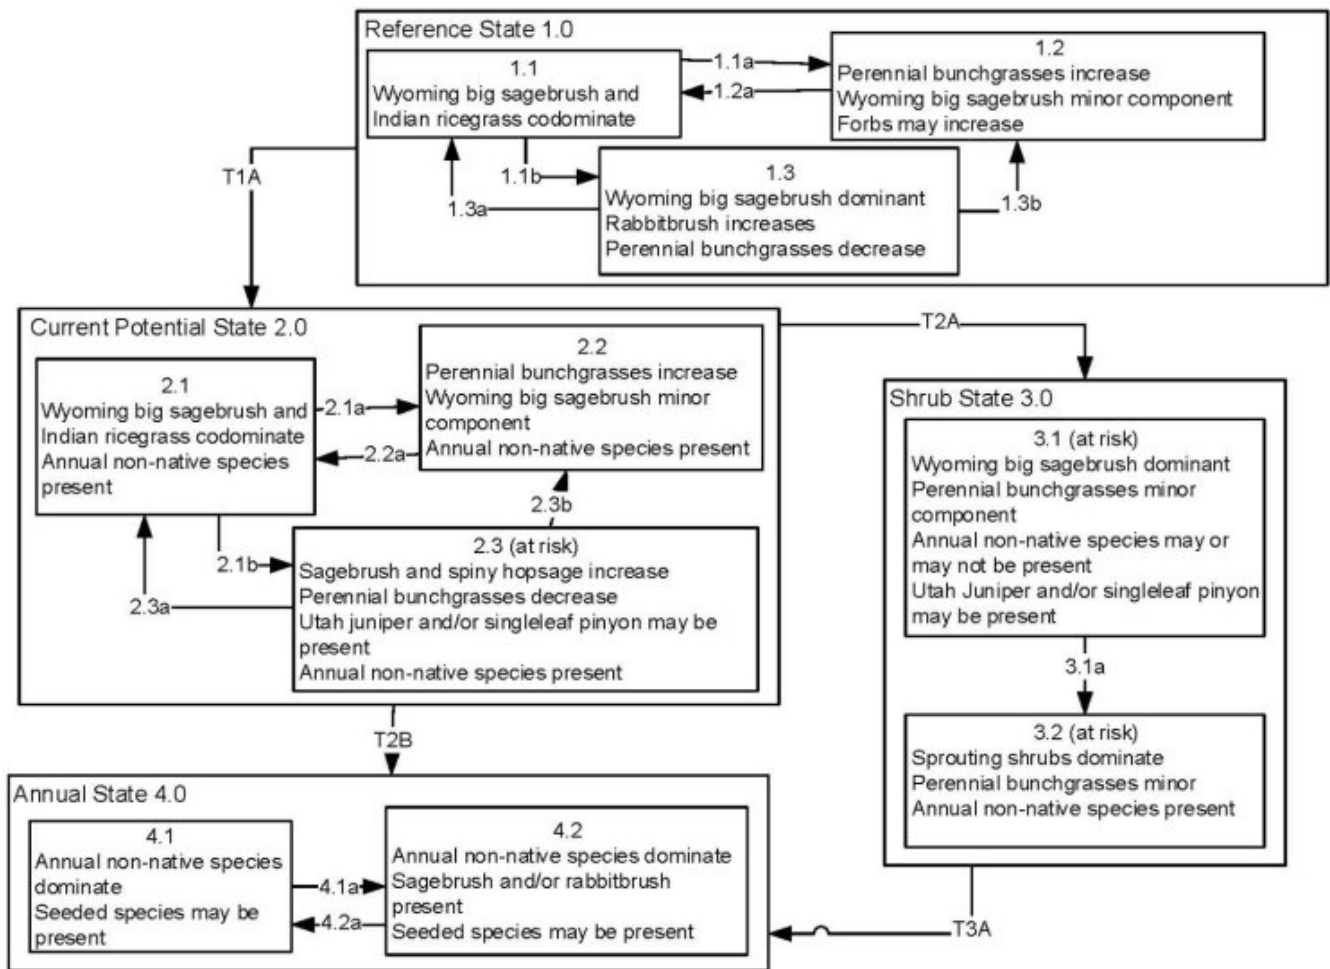 Reference State 1.0
1.1
Wyoming big sagebrush and
Indian ricegrass codominate
1.1a
1.2a
1.2
Perennial bunchgrasses increase
Wyoming big sagebrush minor component
Forbs may increase
1.1b
1.3a
1.3
Wyoming big sagebrush dominant
Rabbitbrush increases
Perennial bunchgrasses decrease
1.3b
T1A
Current Potential State 2.0
2.1
Wyoming big sagebrush and
Indian ricegrass codominate
Annual non-native species
present
2.1a
2.2a
2.2
Perennial bunchgrasses increase
Wyoming big sagebrush minor
component
Annual non-native species present
2.3b
2.1b
2.3a
2.3 (at risk)
Sagebrush and spiny hopsage increase
Perennial bunchgrasses decrease
Utah juniper and/or singleleaf pinyon may be
present
Annual non-native species present
T2A
Shrub State 3.0
3.1 (at risk)
Wyoming big sagebrush dominant
Perennial bunchgrasses minor
component
Annual non-native species may or
may not be present
Utah Juniper and/or singleleaf pinyon
may be present
3.1a
3.2 (at risk)
Sprouting shrubs dominate
Perennial bunchgrasses minor
Annual non-native species present
T2B
Annual State 4.0
4.1
Annual non-native species
dominate
Seeded species may be
present
4.1a
4.2a
4.2
Annual non-native species dominate
Sagebrush and/or rabbitbrush
present
Seeded species may be present
T3A